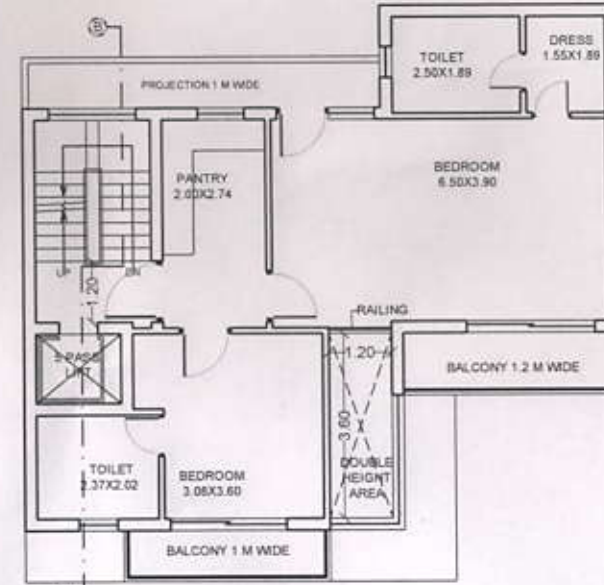 B
TOILET
2.50X1.89
DRESS
1.55X1.89
PROJECTION 1 M WIDE
PANTRY
2.00X2.74
BEDROOM
6.50X3.90
UP
DN
1.20
RAILING
5 PASS.
LIFT
1.20
BALCONY 1.2 M WIDE
3.60
DOUBLE
HEIGHT
AREA
TOILET
2.37X2.02
BEDROOM
3.06X3.60
BALCONY 1 M WIDE